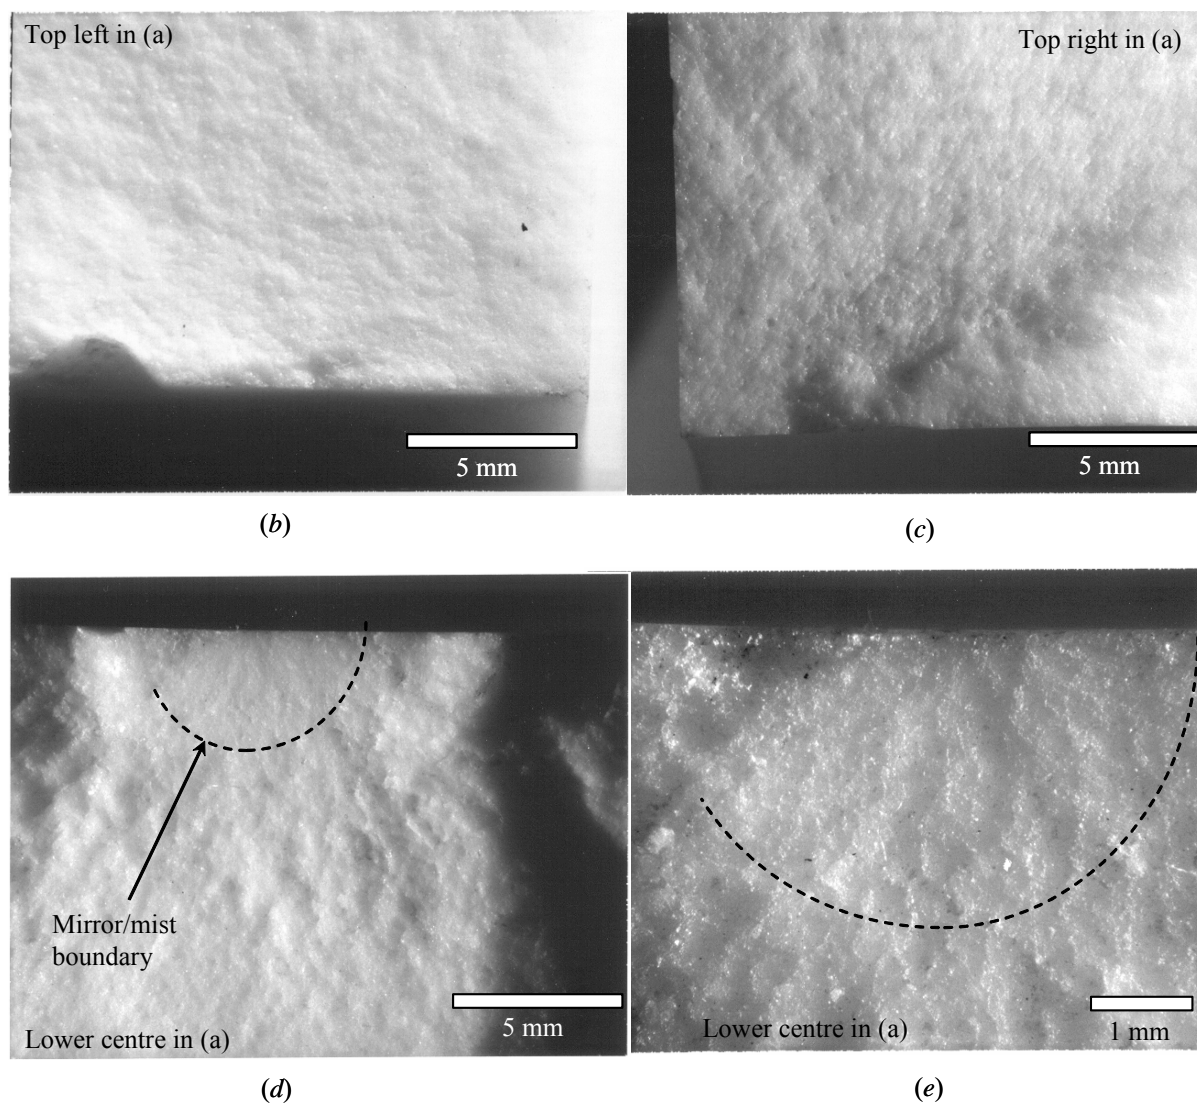 Top left in (a)
Top right in (a)
5 mm
5 mm
(b)
(c)
Mirror/mist
boundary
5 mm
Lower centre in (a)
1 mm
Lower centre in (a)
(d)
(e)